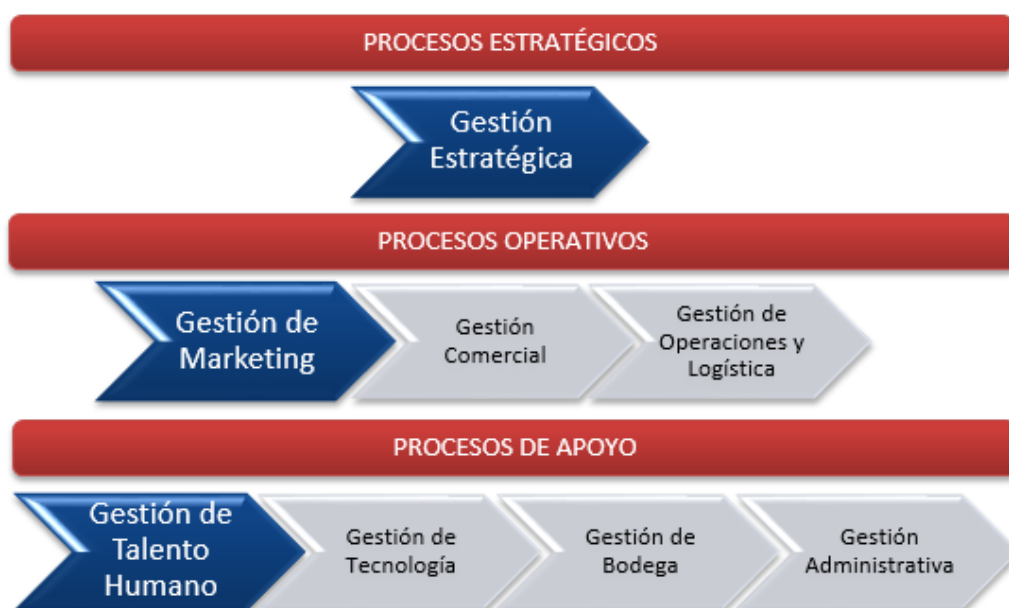 PROCESOS ESTRATÉGICOS
Gestión
Estratégica
PROCESOS OPERATIVOS
Gestión de
Marketing
Gestión
Comercial
Gestión de
Operaciones y
Logística
PROCESOS DE APOYO
Gestión de
Talento
Humano
Gestión de
Tecnología
Gestión de
Bodega
Gestión
Administrativa